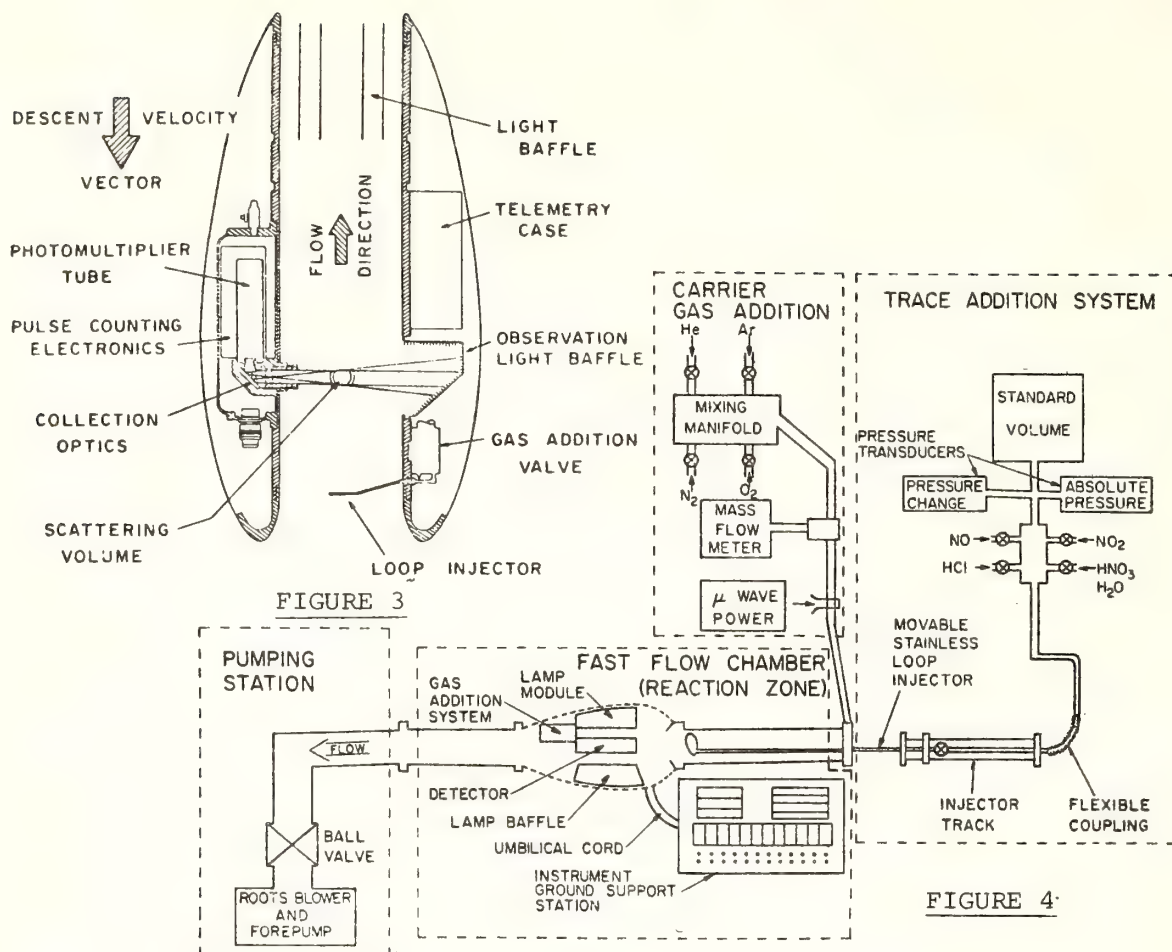 DESCENT VELOCITY
VECTOR
PHOTOMULTIPLIER
TUBE
PULSE COUNTING
ELECTRONICS
COLLECTION
OPTICS
SCATTERING
VOLUME
FLOW
DIRECTION
LIGHT
BAFFLE
TELEMETRY
CASE
OBSERVATION
LIGHT BAFFLE
GAS ADDITION
VALVE
LOOP INJECTOR
FIGURE 3
CARRIER
GAS ADDITION
He
Ar
MIXING
MANIFOLD
N2
O2
MASS
FLOW
METER
μ WAVE
POWER
TRACE ADDITION SYSTEM
STANDARD
VOLUME
PRESSURE
TRANSDUCERS
PRESSURE
CHANGE
ABSOLUTE
PRESSURE
NO
NO2
HCl
HNO3
H2O
MOVABLE
STAINLESS
LOOP
INJECTOR
INJECTOR
TRACK
FLEXIBLE
COUPLING
PUMPING
STATION
FLOW
BALL
VALVE
ROOTS BLOWER
AND
FOREPUMP
FAST FLOW CHAMBER
(REACTION ZONE)
GAS
ADDITION
SYSTEM
LAMP
MODULE
DETECTOR
LAMP BAFFLE
UMBILICAL CORD
INSTRUMENT
GROUND SUPPORT
STATION
FIGURE 4